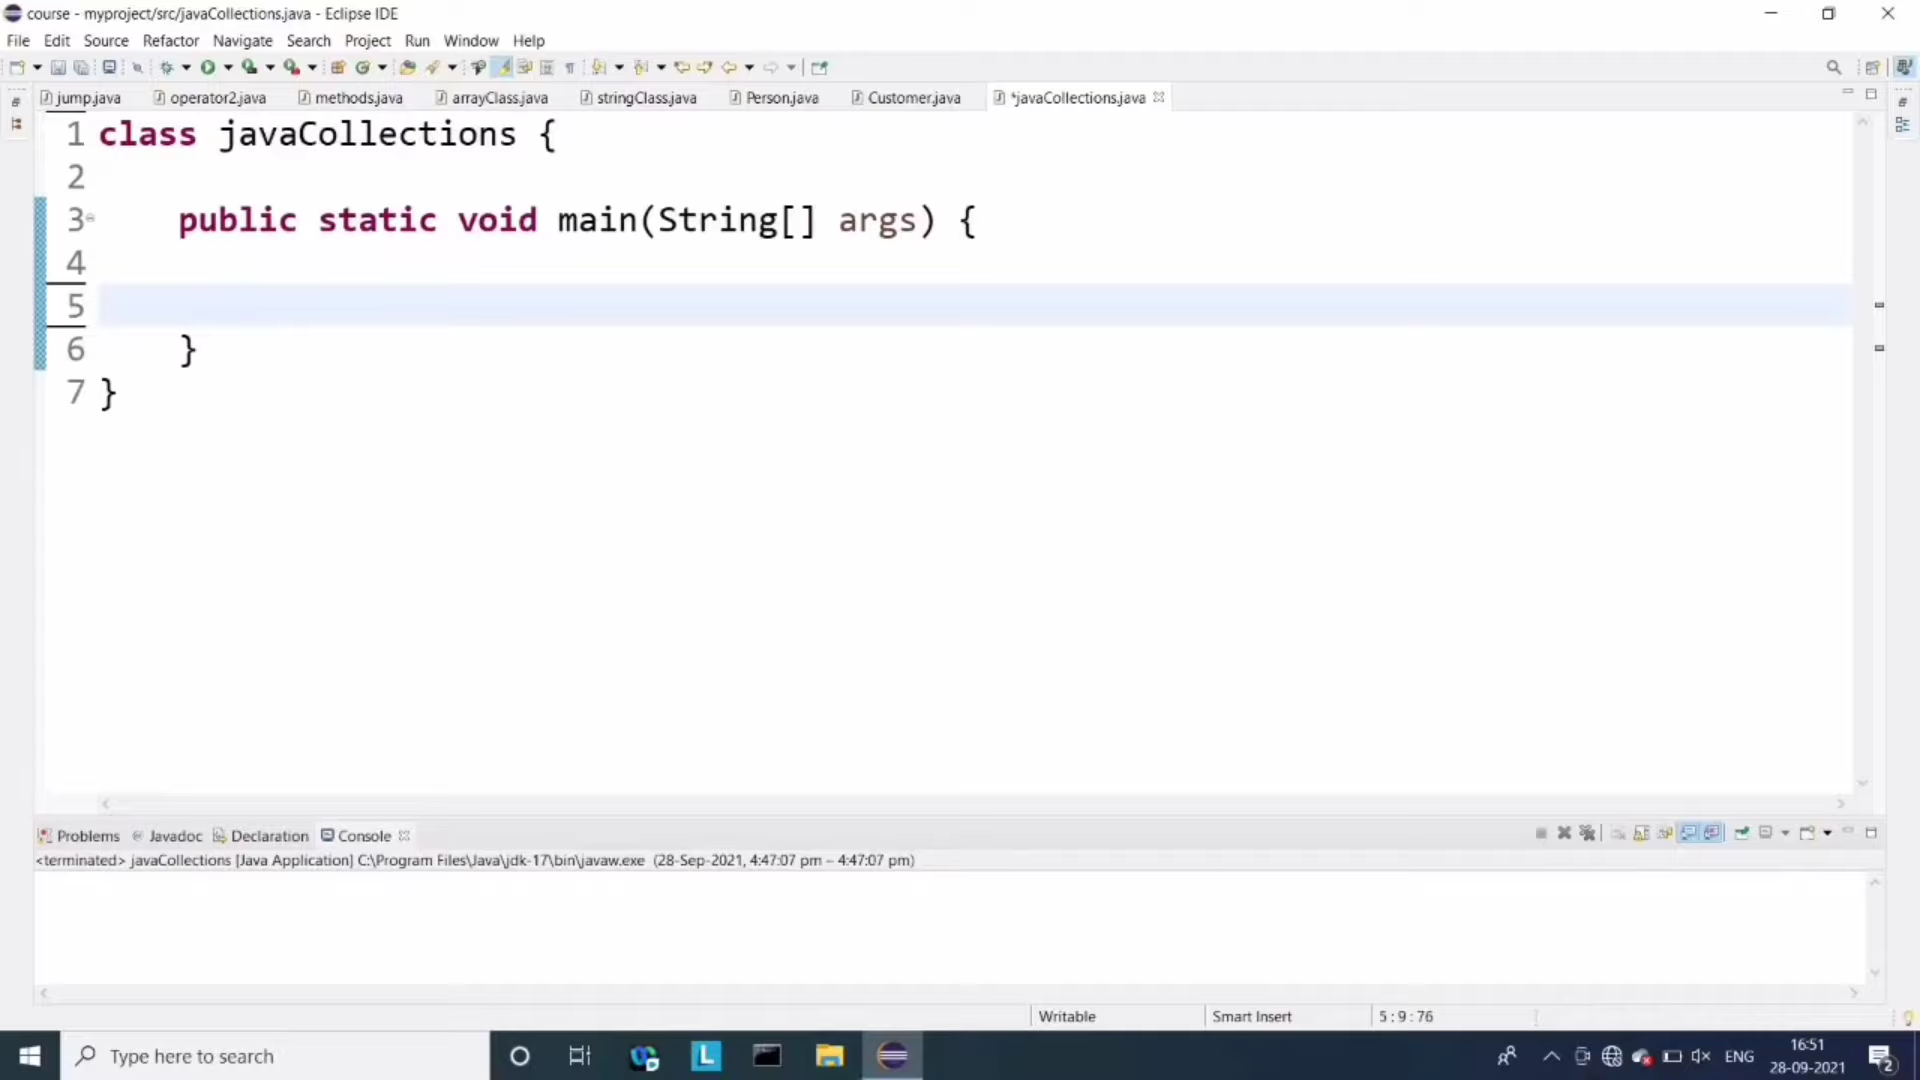 course - myproject/src/javaCollections.java - Eclipse IDE
File Edit Source Refactor Navigate Search Project Run Window Help
jump.java operator2.java methods.java arrayClass.java stringClass.java Person.java Customer.java *javaCollections.java
1 class javaCollections {
2
3 public static void main(String[] args) {
4
5
6 }
7 }
Problems Javadoc Declaration Console
<terminated> javaCollections [Java Application] C:\Program Files\Java\jdk-17\bin\javaw.exe (28-Sep-2021, 4:47:07 pm – 4:47:07 pm)
Writable Smart Insert 5 : 9 : 76
Type here to search L ENG 16:51
28-09-2021 2